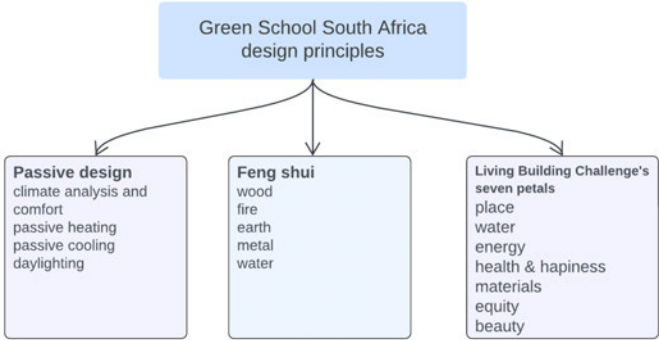 Green School South Africa
design principles
Passive design
climate analysis and
comfort
passive heating
passive cooling
daylighting
Feng shui
wood
fire
earth
metal
water
Living Building Challenge's
seven petals
place
water
energy
health & hapiness
materials
equity
beauty